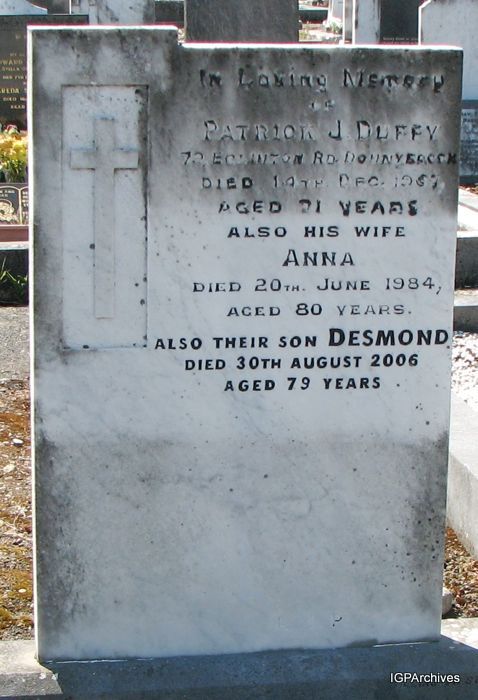 In Loving Memory
OF
PATRICK J. DUFFY
EGLINTON RD. DONNYBROOK
DIED 14TH. DEC. 1967
AGED 71 YEARS
ALSO HIS WIFE
ANNA
DIED 20TH. JUNE 1984,
AGED 80 YEARS.
ALSO THEIR SON DESMOND
DIED 30TH AUGUST 2006
AGED 79 YEARS
IGPArchives